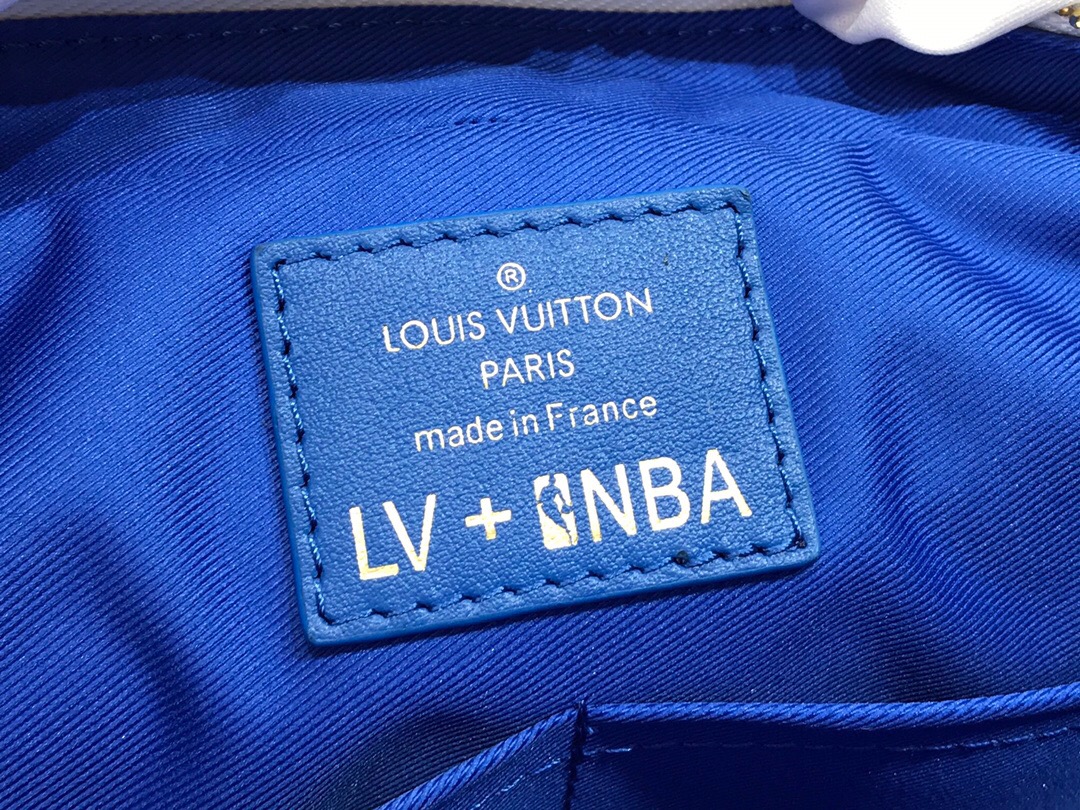 ®
LOUIS VUITTON
PARIS
made in France
LV + NBA